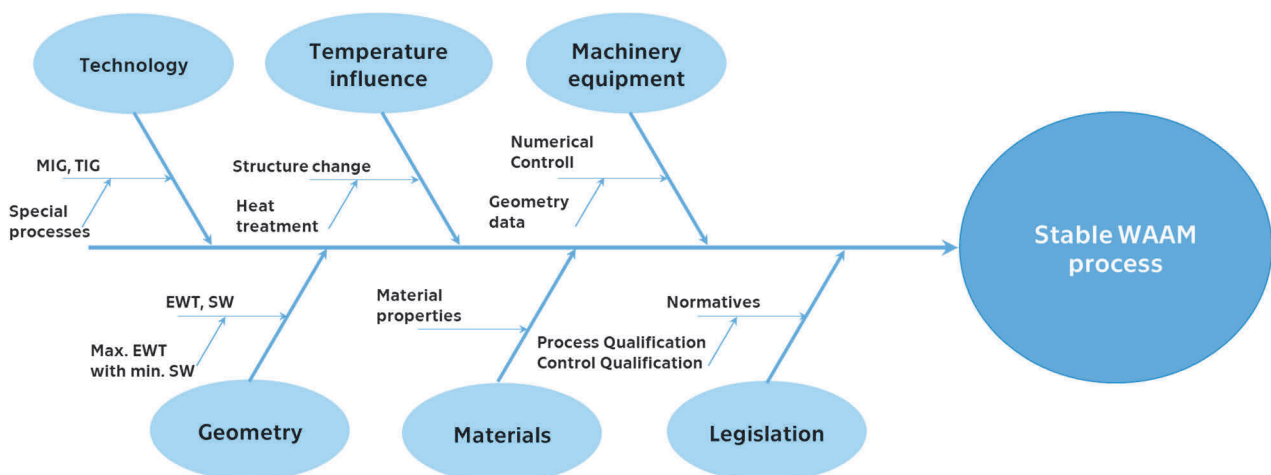 Technology
Temperature
influence
Machinery
equipment
MIG, TIG
Special
processes
Structure change
Heat
treatment
Numerical
Controll
Geometry
data
Stable WAAM
process
EWT, SW
Max. EWT
with min. SW
Material
properties
Normatives
Process Qualification
Control Qualification
Geometry
Materials
Legislation